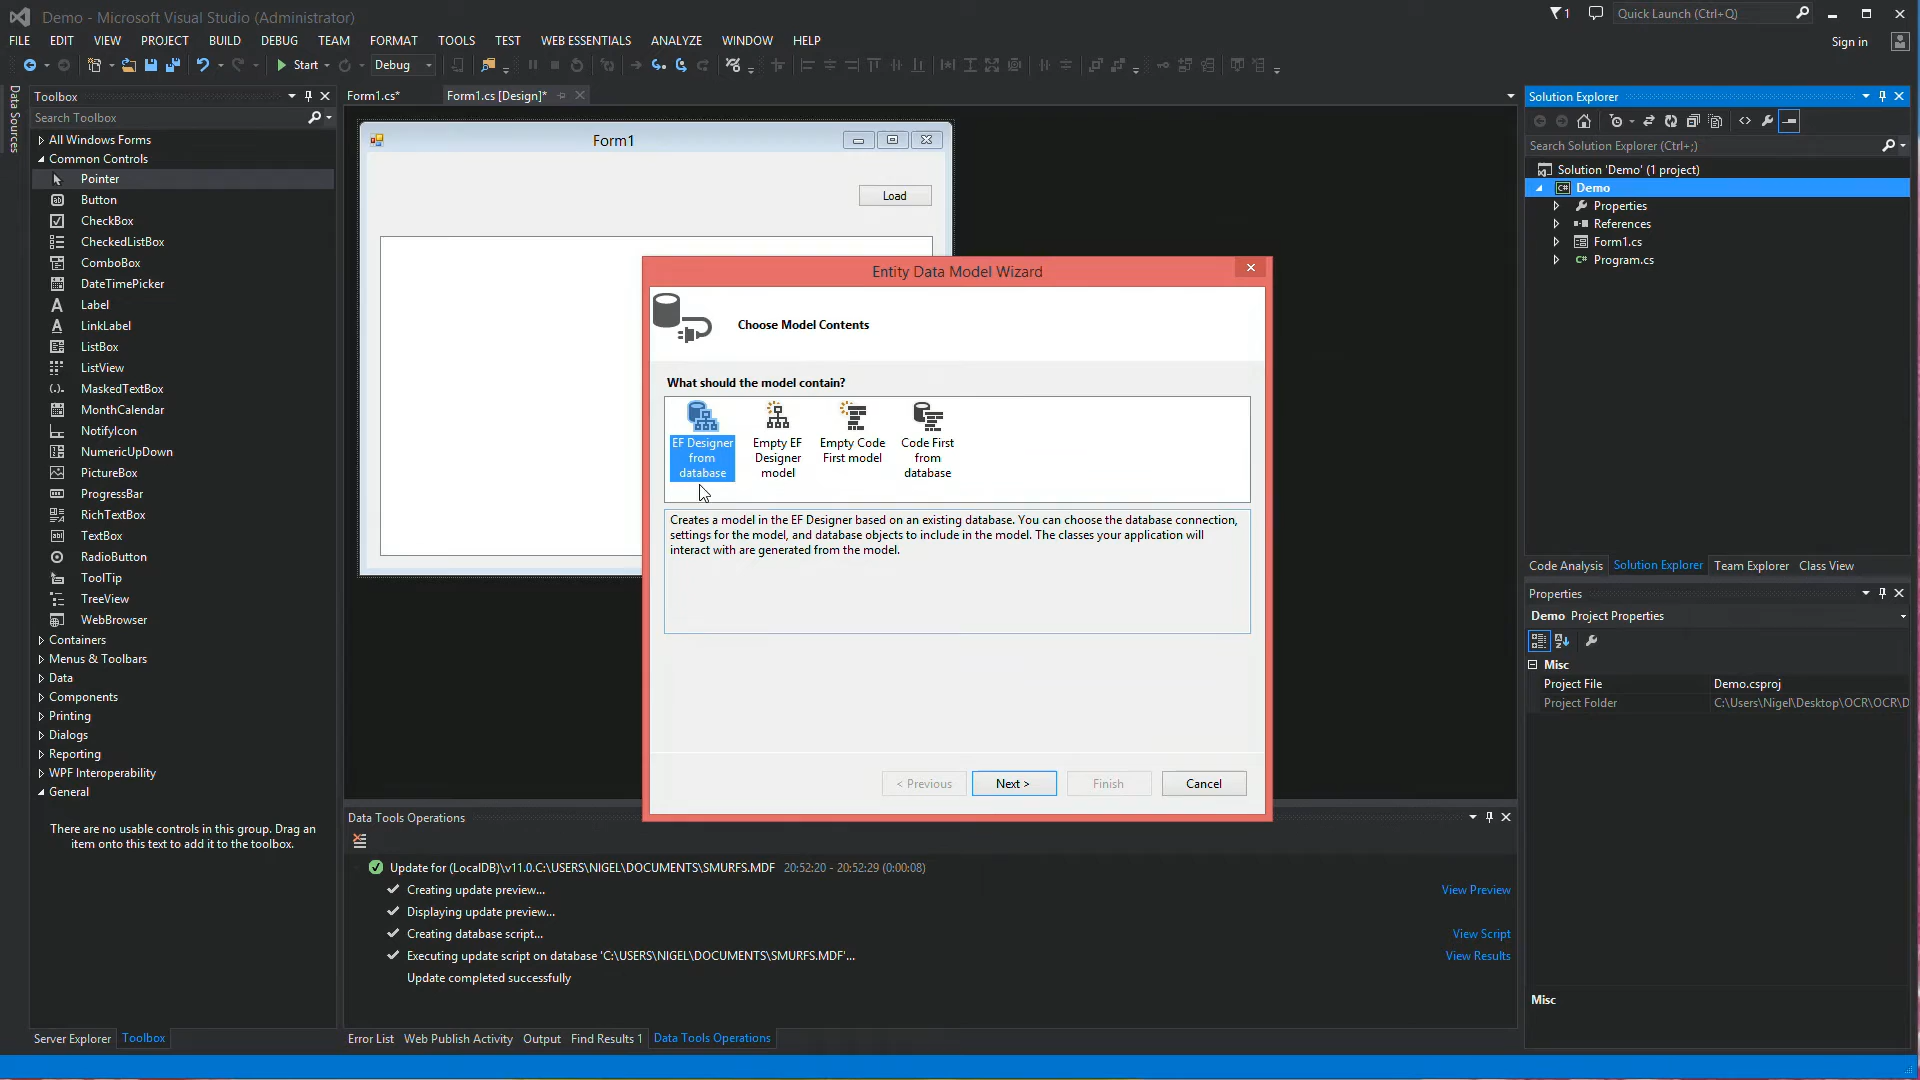 Demo - Microsoft Visual Studio (Administrator)
1
Quick Launch (Ctrl+Q)
FILE EDIT VIEW PROJECT BUILD DEBUG TEAM FORMAT TOOLS TEST WEB ESSENTIALS ANALYZE WINDOW HELP
Sign in
Start
Debug
Data Sources
Toolbox
Search Toolbox
All Windows Forms
Common Controls
Pointer
Button
CheckBox
CheckedListBox
ComboBox
DateTimePicker
Label
LinkLabel
ListBox
ListView
MaskedTextBox
MonthCalendar
NotifyIcon
NumericUpDown
PictureBox
ProgressBar
RichTextBox
TextBox
RadioButton
ToolTip
TreeView
WebBrowser
Containers
Menus & Toolbars
Data
Components
Printing
Dialogs
Reporting
WPF Interoperability
General
There are no usable controls in this group. Drag an
item onto this text to add it to the toolbox.
Server Explorer
Toolbox
Form1.cs*
Form1.cs [Design]*
Form1
Load
Entity Data Model Wizard
Choose Model Contents
What should the model contain?
EF Designer
from
database
Empty EF
Designer
model
Empty Code
First model
Code First
from
database
Creates a model in the EF Designer based on an existing database. You can choose the database connection,
settings for the model, and database objects to include in the model. The classes your application will
interact with are generated from the model.
< Previous
Next >
Finish
Cancel
Data Tools Operations
Update for (LocalDB)\v11.0.C:\USERS\NIGEL\DOCUMENTS\SMURFS.MDF 20:52:20 - 20:52:29 (0:00:08)
Creating update preview...
View Preview
Displaying update preview...
Creating database script...
View Script
Executing update script on database 'C:\USERS\NIGEL\DOCUMENTS\SMURFS.MDF'...
View Results
Update completed successfully
Error List
Web Publish Activity
Output
Find Results 1
Data Tools Operations
Solution Explorer
Search Solution Explorer (Ctrl+;)
Solution 'Demo' (1 project)
Demo
Properties
References
Form1.cs
Program.cs
Code Analysis
Solution Explorer
Team Explorer
Class View
Properties
Demo Project Properties
Misc
Project File Demo.csproj
Project Folder C:\Users\Nigel\Desktop\OCR\OCR\D
Misc